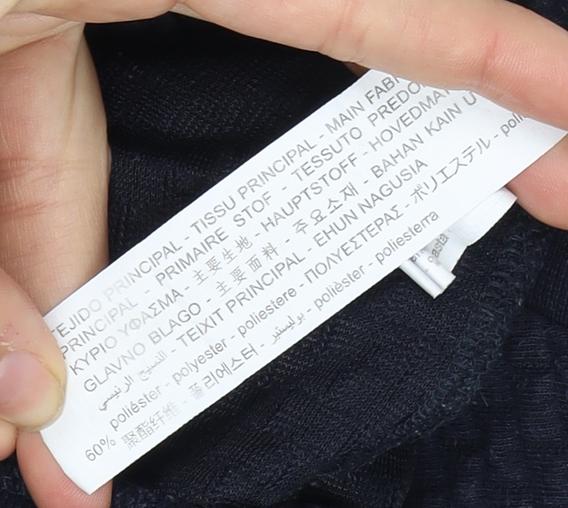 TEJIDO PRINCIPAL - TISSU PRINCIPAL - MAIN FABR
PRINCIPAL - PRIMAIRE STOF - TESSUTO PREDO
ΚΥΡΙΟ ΥΦΑΣΜΑ - 主要生地 - HAUPTSTOFF - HOVEDMA
GLAVNO BLAGO - 主要面料 - 주요소재 - BAHAN KAIN U
النسيج الرئيسي - TEIXIT PRINCIPAL - EHUN NAGUSIA
60% poliéster - polyester - poliestere - ΠΟΛΥΕΣΤΕΡΑΣ - ポリエステル - poli
聚酯纤维 - 폴리에스터 - بوليستير - poliéster - poliesterra